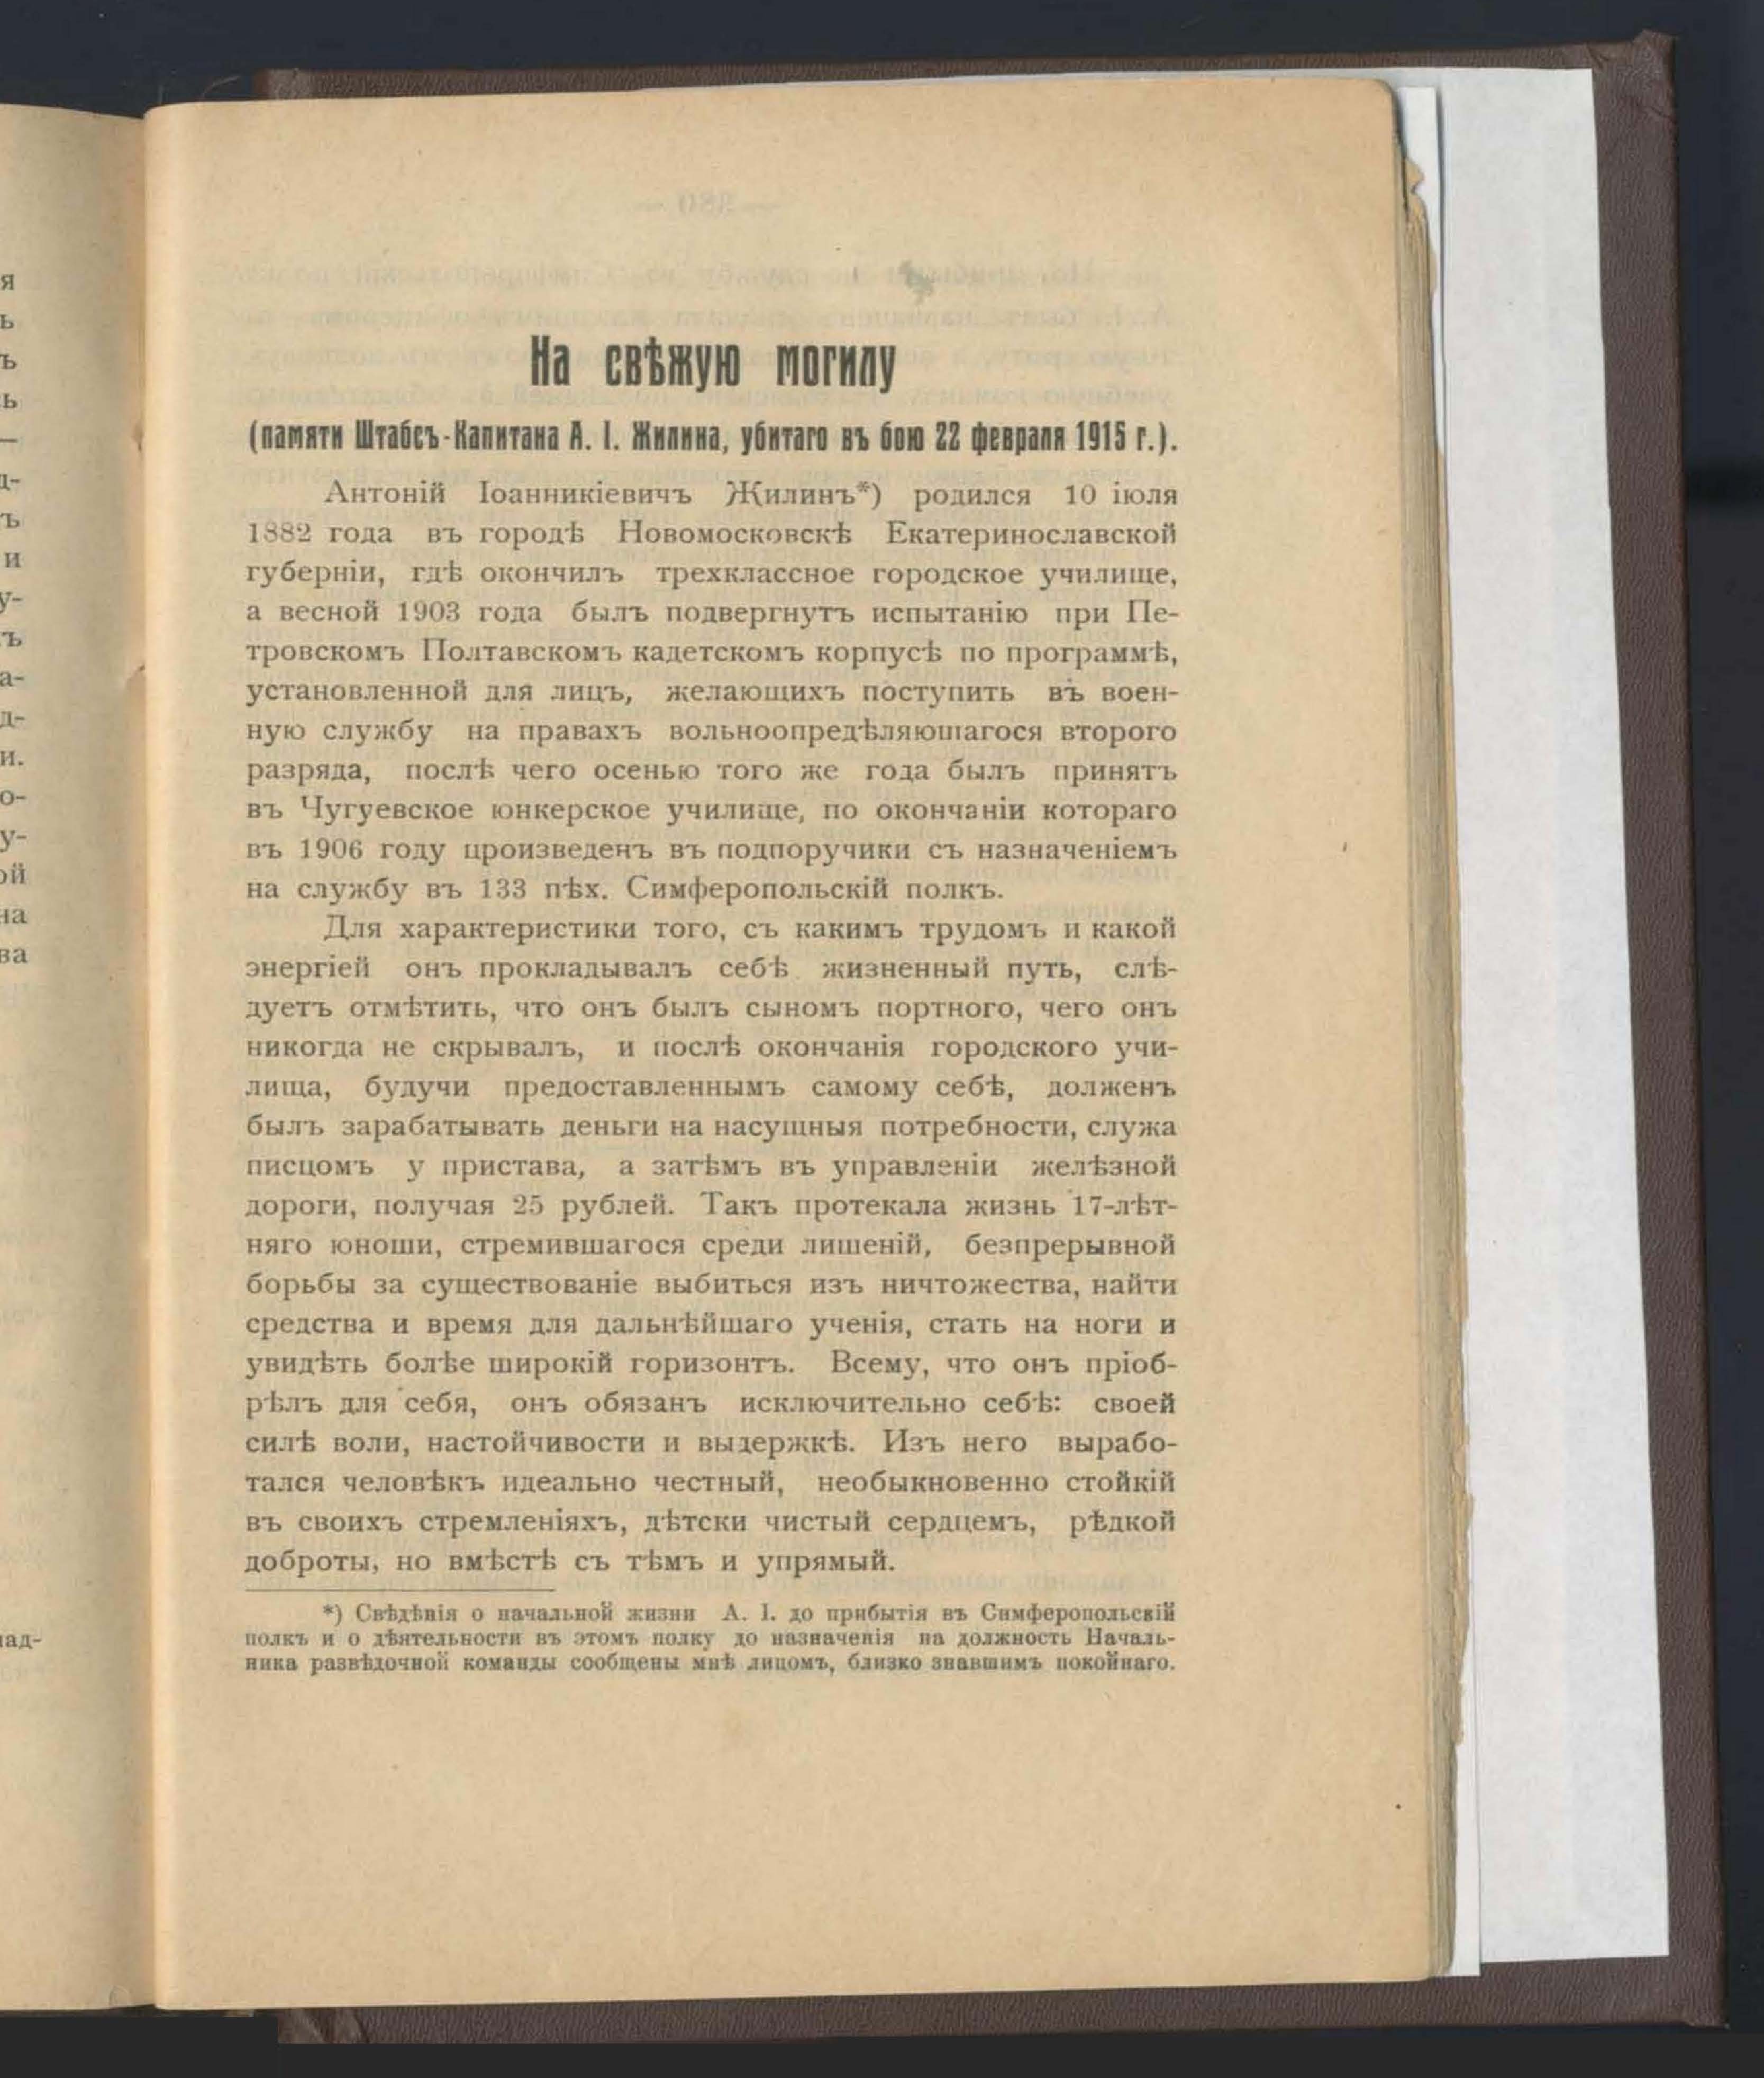 На свѣжую могилу
(памяти Штабсъ-Капитана А. І. Жилина, убитаго въ бою 22 февраля 1915 г.).
Антоній Іоанникіевичъ Жилинъ*) родился 10 іюля
1882 года въ городѣ Новомосковскѣ Екатеринославской
губерніи, гдѣ окончилъ трехклассное городское училище,
а весной 1903 года былъ подвергнутъ испытанію при Пе-
тровскомъ Полтавскомъ кадетскомъ корпусѣ по программѣ,
установленной для лицъ, желающихъ поступить въ воен-
ную службу на правахъ вольноопредѣляющагося второго
разряда, послѣ чего осенью того же года былъ принятъ
въ Чугуевское юнкерское училище, по окончаніи котораго
въ 1906 году произведенъ въ подпоручики съ назначеніемъ
на службу въ 133 пѣх. Симферопольскій полкъ.
Для характеристики того, съ какимъ трудомъ и какой
энергіей онъ прокладывалъ себѣ жизненный путь, слѣ-
дуетъ отмѣтить, что онъ былъ сыномъ портного, чего онъ
никогда не скрывалъ, и послѣ окончанія городского учи-
лища, будучи предоставленнымъ самому себѣ, долженъ
былъ зарабатывать деньги на насущныя потребности, служа
писцомъ у пристава, а затѣмъ въ управленіи желѣзной
дороги, получая 25 рублей. Такъ протекала жизнь 17-лѣт-
няго юноши, стремившагося среди лишеній, безпрерывной
борьбы за существованіе выбиться изъ ничтожества, найти
средства и время для дальнѣйшаго ученія, стать на ноги и
увидѣть болѣе широкій горизонтъ. Всему, что онъ пріоб-
рѣлъ для себя, онъ обязанъ исключительно себѣ: своей
силѣ воли, настойчивости и выдержкѣ. Изъ него вырабо-
тался человѣкъ идеально честный, необыкновенно стойкій
въ своихъ стремленіяхъ, дѣтски чистый сердцемъ, рѣдкой
доброты, но вмѣстѣ съ тѣмъ и упрямый.
*) Свѣдѣнія о начальной жизни А. І. до прибытія въ Симферопольскій
полкъ и о дѣятельности въ этомъ полку до назначенія на должность Началь-
ника развѣдочной команды сообщены мнѣ лицомъ, близко знавшимъ покойнаго.